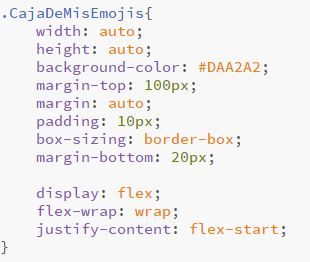 .CajaDeMisEmojis{
    width: auto;
    height: auto;
    background-color: #DAA2A2;
    margin-top: 100px;
    margin: auto;
    padding: 10px;
    box-sizing: border-box;
    margin-bottom: 20px;

    display: flex;
    flex-wrap: wrap;
    justify-content: flex-start;
}